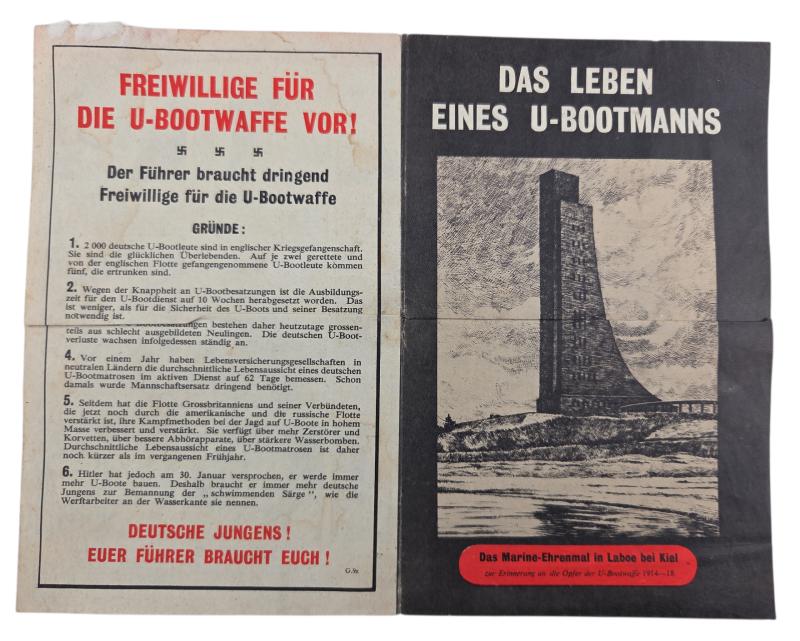 FREIWILLIGE FÜR
DIE U-BOOTWAFFE VOR!
卐 卐 卐
Der Führer braucht dringend
Freiwillige für die U-Bootwaffe
GRÜNDE:
1. 2 000 deutsche U-Bootleute sind in englischer Kriegsgefangenschaft.
Sie sind die glücklichen Überlebenden. Auf je zwei gerettete und
von der englischen Flotte gefangengenommene U-Bootleute kommen
fünf, die ertrunken sind.
2. Wegen der Knappheit an U-Bootbesatzungen ist die Ausbildungs-
zeit für den U-Bootdienst auf 10 Wochen herabgesetzt worden. Das
ist weniger, als für die Sicherheit des U-Boots und seiner Besatzung
notwendig ist.
bestehen daher heutzutage grossen-
teils aus schlecht ausgebildeten Neulingen. Die deutschen U-Boot-
verluste wachsen infolgedessen ständig an.
4. Vor einem Jahr haben Lebensversicherungsgesellschaften in
neutralen Ländern die durchschnittliche Lebensaussicht eines deutschen
U-Bootmatrosen im aktiven Dienst auf 62 Tage bemessen. Schon
damals wurde Mannschaftsersatz dringend benötigt.
5. Seitdem hat die Flotte Grossbritanniens und seiner Verbündeten,
die jetzt noch durch die amerikanische und die russische Flotte
verstärkt ist, ihre Kampfmethoden bei der Jagd auf U-Boote in hohem
Masse verbessert und verstärkt. Sie verfügt über mehr Zerstörer und
Korvetten, über bessere Abhörapparate, über stärkere Wasserbomben.
Durchschnittliche Lebensaussicht eines U-Bootmatrosen ist daher
noch kürzer als im vergangenen Frühjahr.
6. Hitler hat jedoch am 30. Januar versprochen, er werde immer
mehr U-Boote bauen. Deshalb braucht er immer mehr deutsche
Jungens zur Bemannung der „schwimmenden Särge", wie die
Werftarbeiter an der Wasserkante sie nennen.
DEUTSCHE JUNGENS!
EUER FÜHRER BRAUCHT EUCH!
DAS LEBEN
EINES U-BOOTMANNS
Das Marine-Ehrenmal in Laboe bei Kiel
zur Erinnerung an die Opfer der U-Bootwaffe 1914—18.